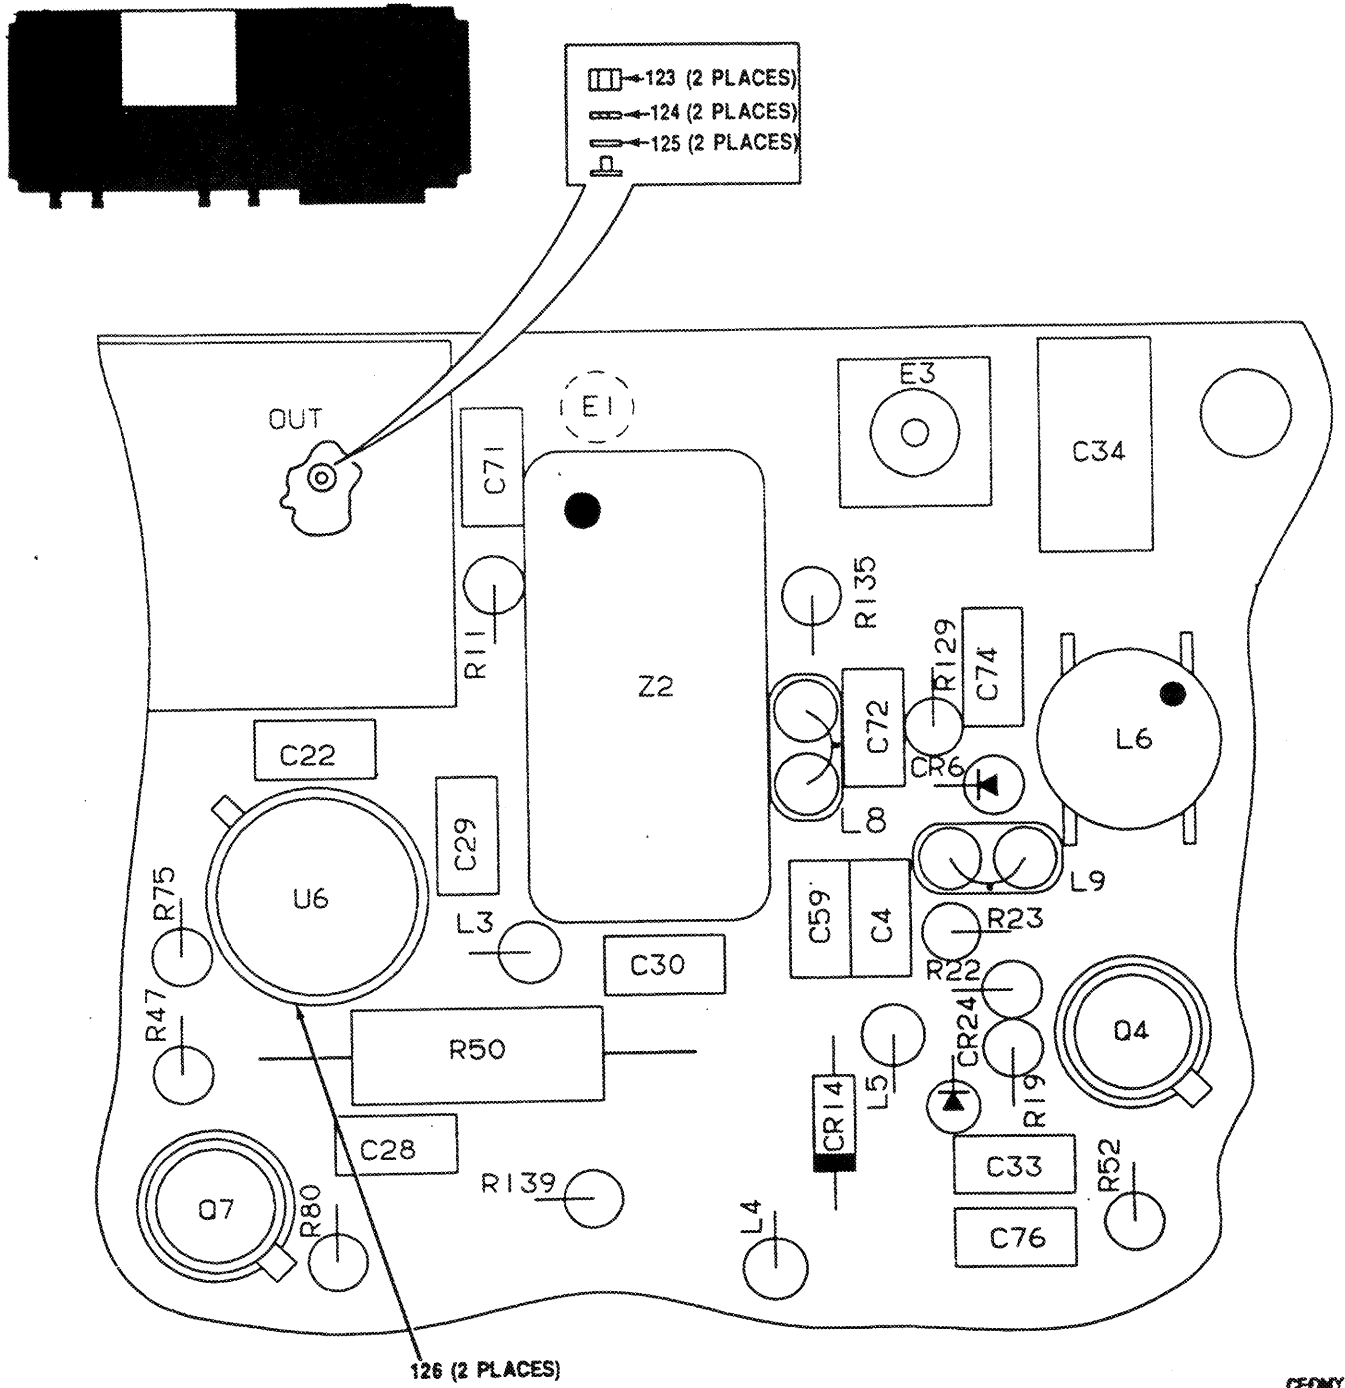 123 (2 PLACES)
124 (2 PLACES)
125 (2 PLACES)
E3
E1
OUT
C34
C71
R135
R11
R129
C74
Z2
C72
L6
C22
CR6
L8
C29
L9
R75
U6
C59
C4
R23
L3
C30
R22
R47
CR24
Q4
R50
L5
CR14
R19
C28
C33
R52
R139
Q7
R80
L4
C76
126 (2 PLACES)